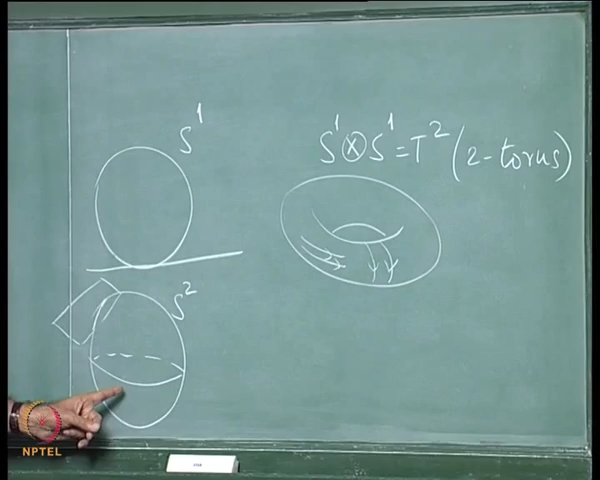 S¹
S¹ ⊗ S¹ = T² (2-torus)
S²
NPTEL